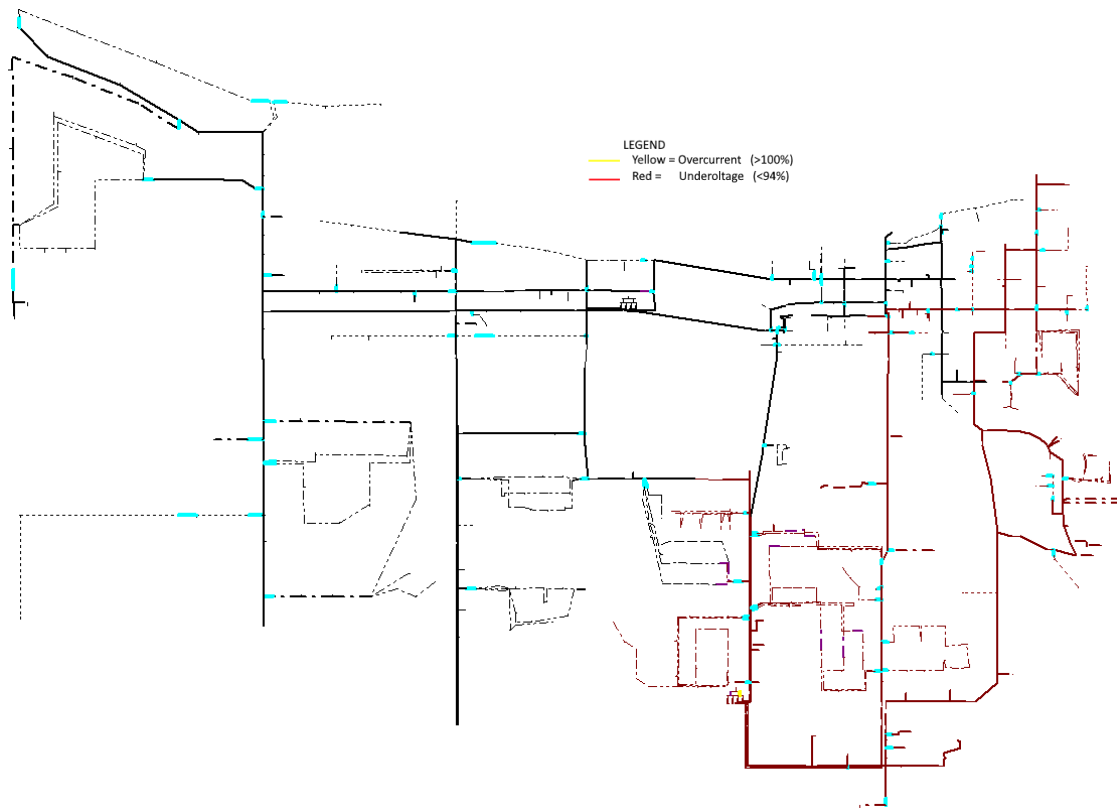 LEGEND
Yellow = Overcurrent (>100%)
Red = Underoltage (<94%)